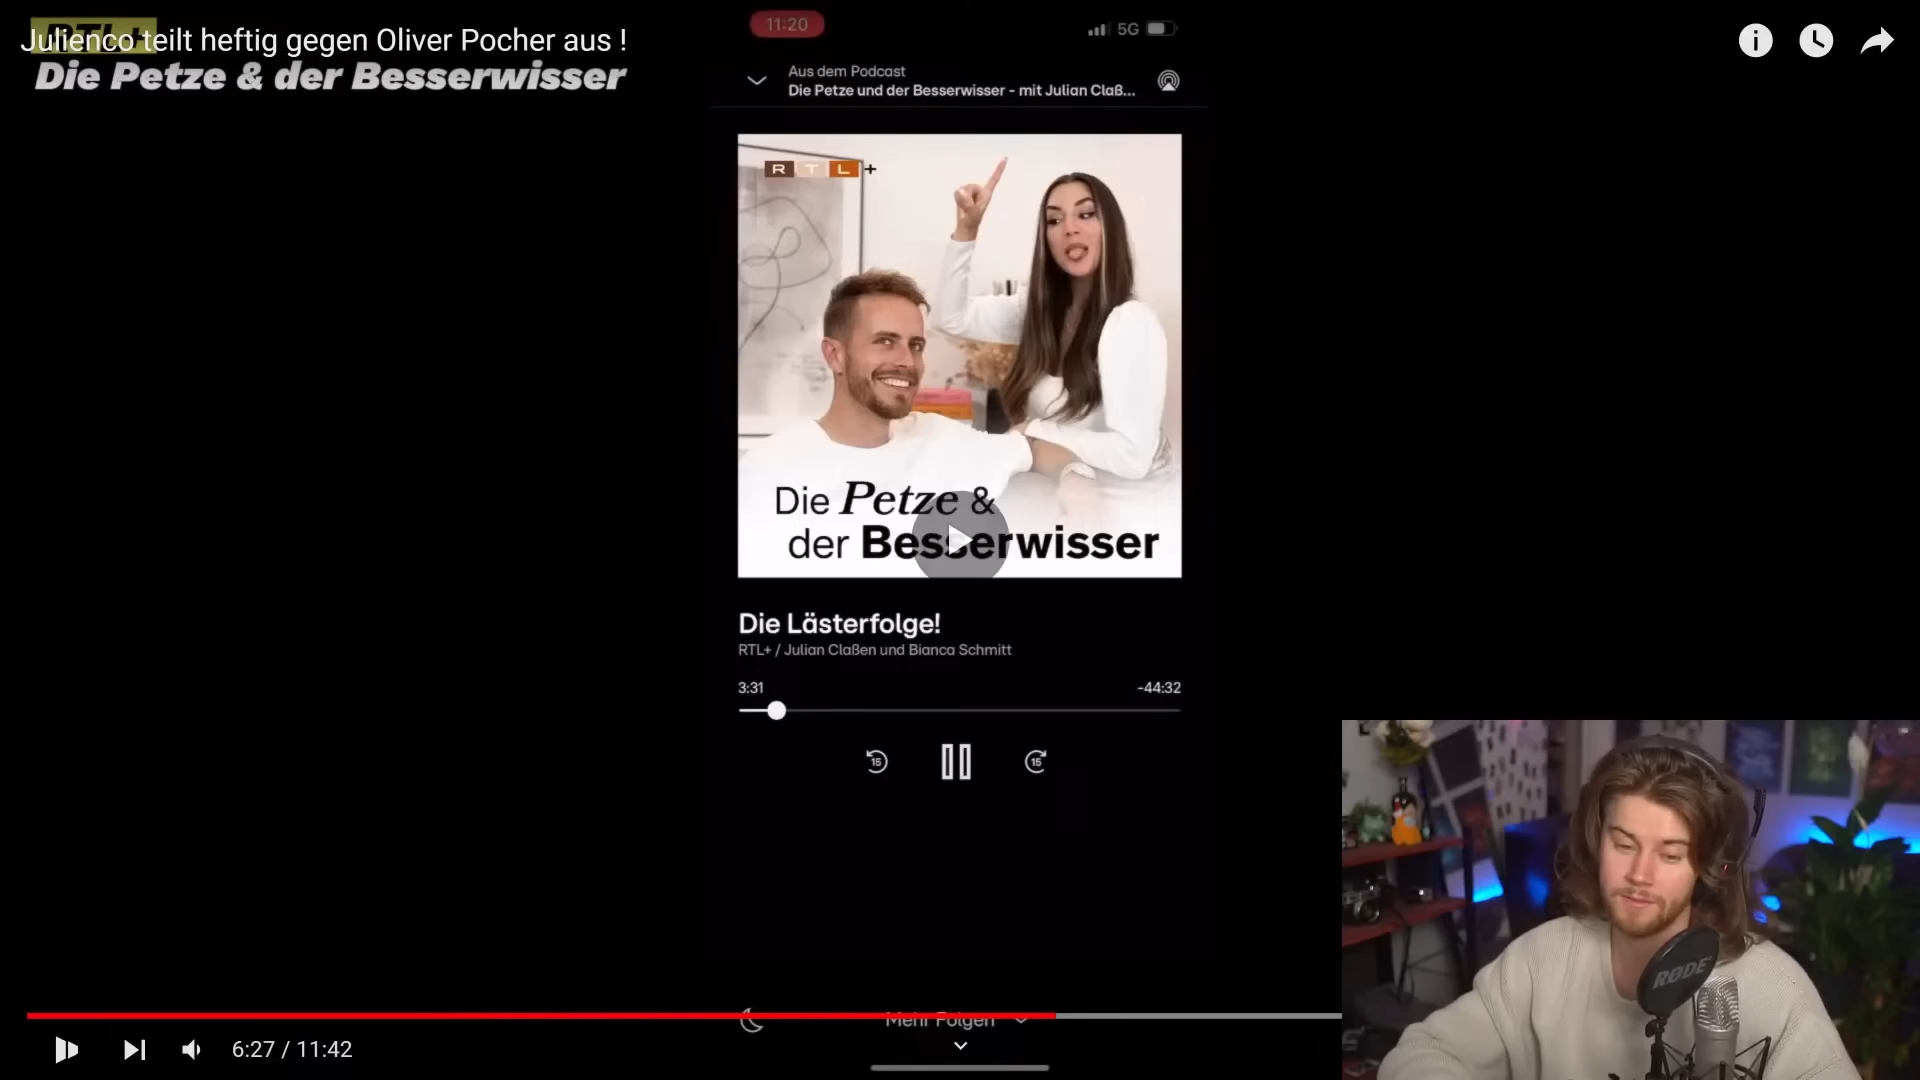 Julienco teilt heftig gegen Oliver Pocher aus !
RTL+
Die Petze & der Besserwisser
11:20
5G
Aus dem Podcast
Die Petze und der Besserwisser - mit Julian Claß...
RTL+
Die Petze &
der Besserwisser
Die Lästerfolge!
RTL+ / Julian Claßen und Bianca Schmitt
3:31
-44:32
15
15
Mehr Folgen
6:27 / 11:42
RØDE